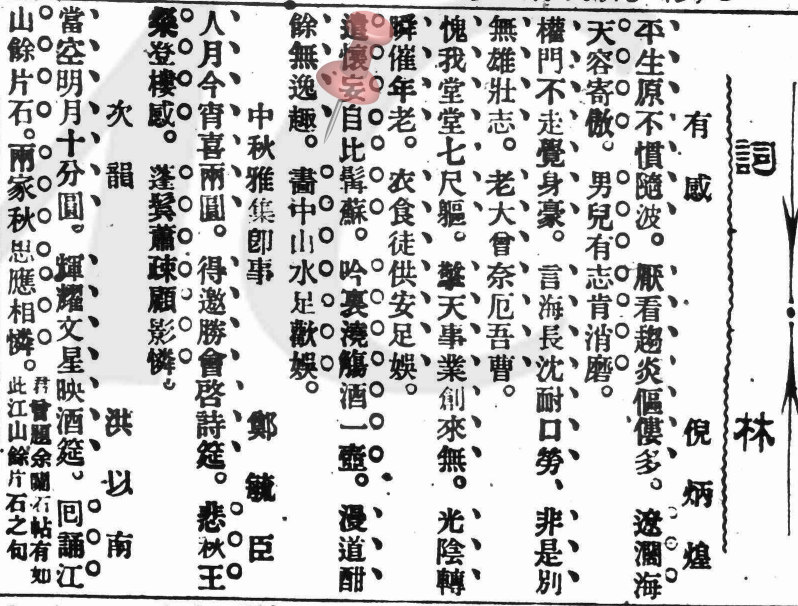 詞林
有感 倪炳煌
平生原不慣隨波。厭看趨炎傴僂多。遼濶海
天容寄傲。男兒有志肯消磨。
權門不走覺身豪。言海長沈耐口勞、非是別
無雄壯志。老大曾奈厄吾曹。
愧我堂堂七尺軀。擎天事業創來無。光陰轉
瞬催年老。衣食徒供安足娛。
遣懷妄自比髯蘇。吟裏澆觴酒一壺。漫道酣
餘無逸趣。畵中山水足歡娛。
中秋雅集卽事 鄭毓臣
人月今宵喜兩圓。得邀勝會啓詩筵。悲秋王
粲登樓感。蓬鬂蕭疎顧影憐。
次韻 洪以南
當空明月十分圓。輝耀文星映酒筵。回誦江
山餘片石。兩家秋思應相憐。君曾題余蘭石帖有如
此江山餘片石之句